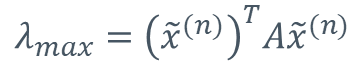 λ_max = (x̃^(n))^T A x̃^(n)